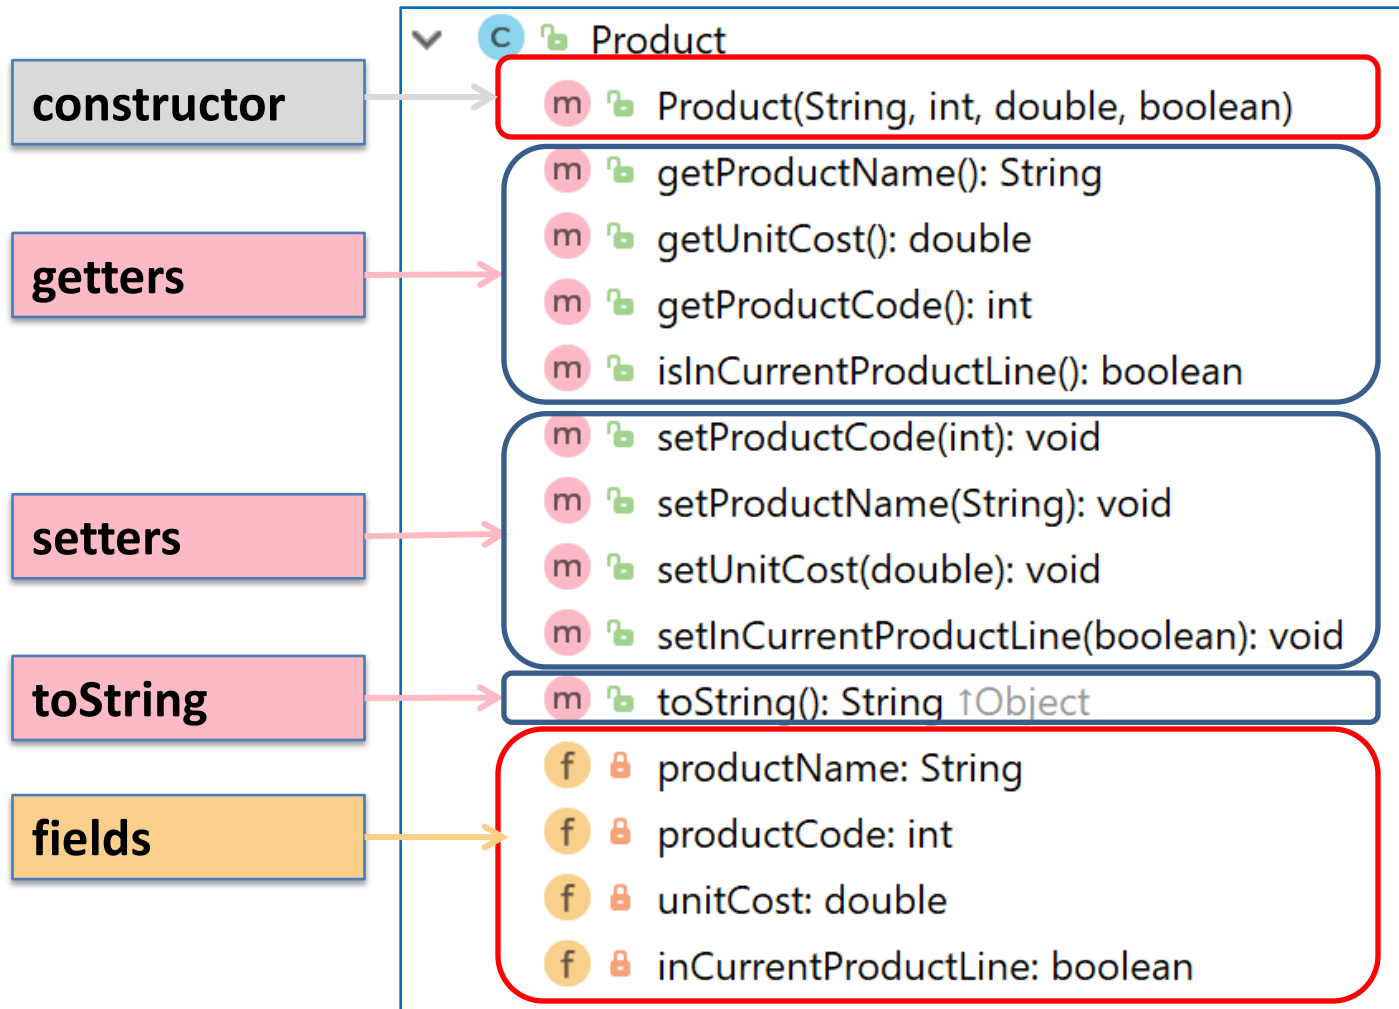 C Product
constructor
m Product(String, int, double, boolean)
getters
m getProductName(): String
m getUnitCost(): double
m getProductCode(): int
m isInCurrentProductLine(): boolean
setters
m setProductCode(int): void
m setProductName(String): void
m setUnitCost(double): void
m setInCurrentProductLine(boolean): void
toString
m toString(): String ↑Object
fields
f productName: String
f productCode: int
f unitCost: double
f inCurrentProductLine: boolean